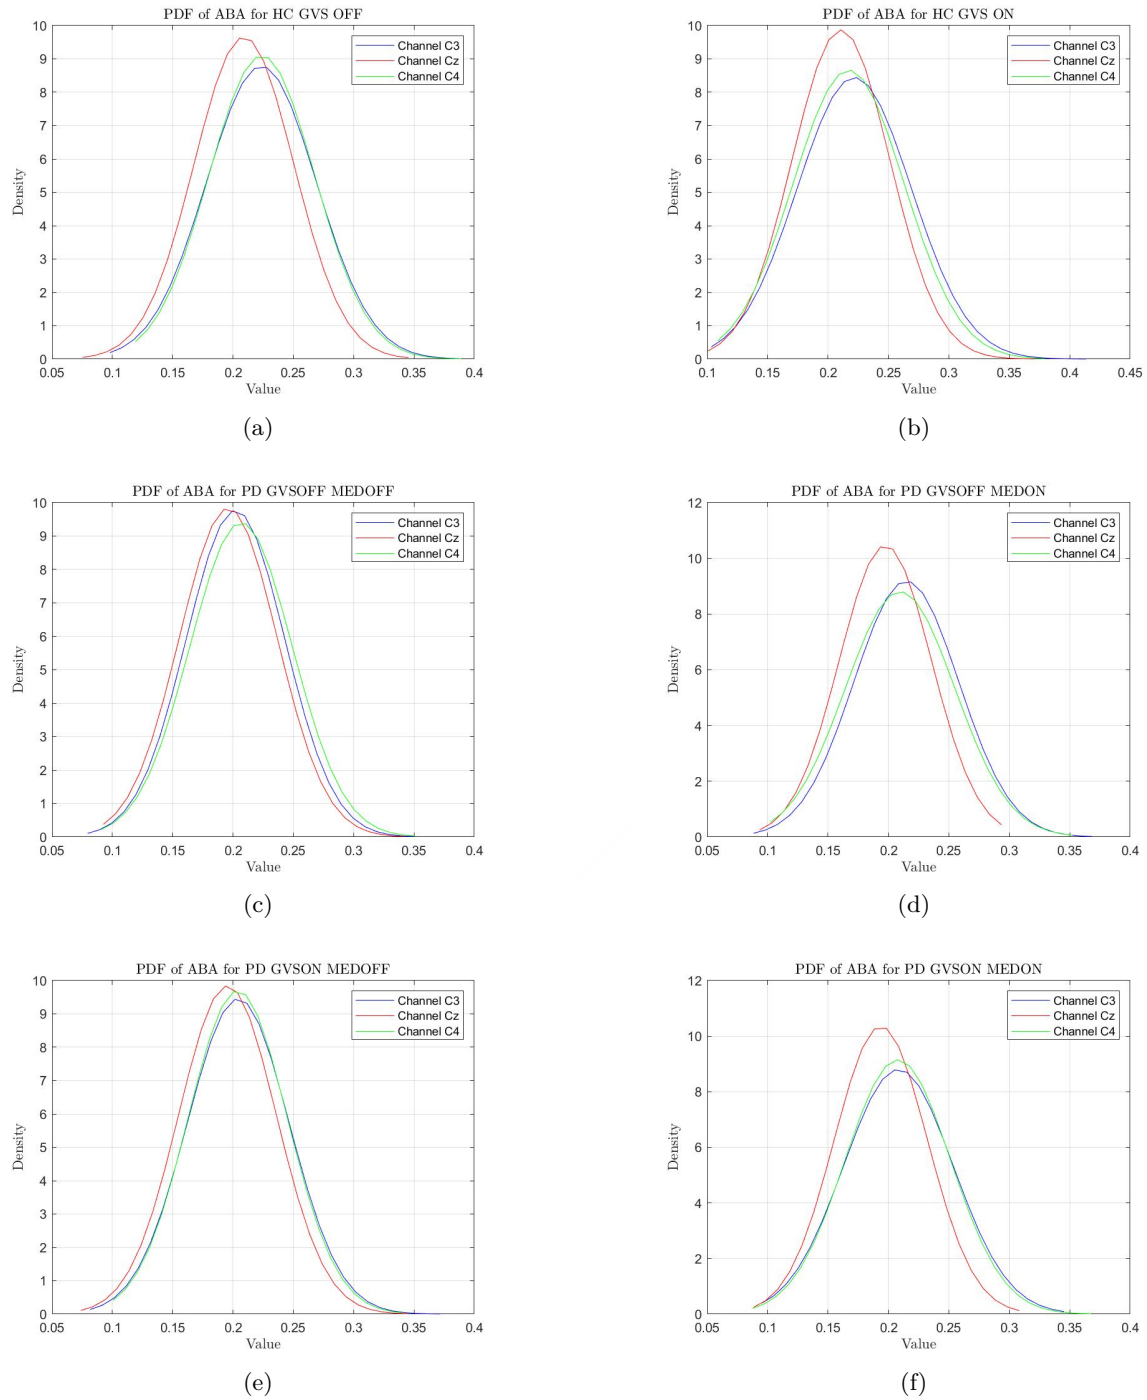 PDF of ABA for HC GVS OFF
10
9
8
7
6
5
4
3
2
1
0
Density
Channel C3
Channel Cz
Channel C4
0.05 0.1 0.15 0.2 0.25 0.3 0.35 0.4
Value
(a)
PDF of ABA for HC GVS ON
10
9
8
7
6
5
4
3
2
1
0
Density
Channel C3
Channel Cz
Channel C4
0.1 0.15 0.2 0.25 0.3 0.35 0.4 0.45
Value
(b)
PDF of ABA for PD GVSOFF MEDOFF
10
9
8
7
6
5
4
3
2
1
0
Density
Channel C3
Channel Cz
Channel C4
0.05 0.1 0.15 0.2 0.25 0.3 0.35 0.4
Value
(c)
PDF of ABA for PD GVSOFF MEDON
12
10
8
6
4
2
0
Density
Channel C3
Channel Cz
Channel C4
0.05 0.1 0.15 0.2 0.25 0.3 0.35 0.4
Value
(d)
PDF of ABA for PD GVSON MEDOFF
10
9
8
7
6
5
4
3
2
1
0
Density
Channel C3
Channel Cz
Channel C4
0.05 0.1 0.15 0.2 0.25 0.3 0.35 0.4
Value
(e)
PDF of ABA for PD GVSON MEDON
12
10
8
6
4
2
0
Density
Channel C3
Channel Cz
Channel C4
0.05 0.1 0.15 0.2 0.25 0.3 0.35 0.4
Value
(f)